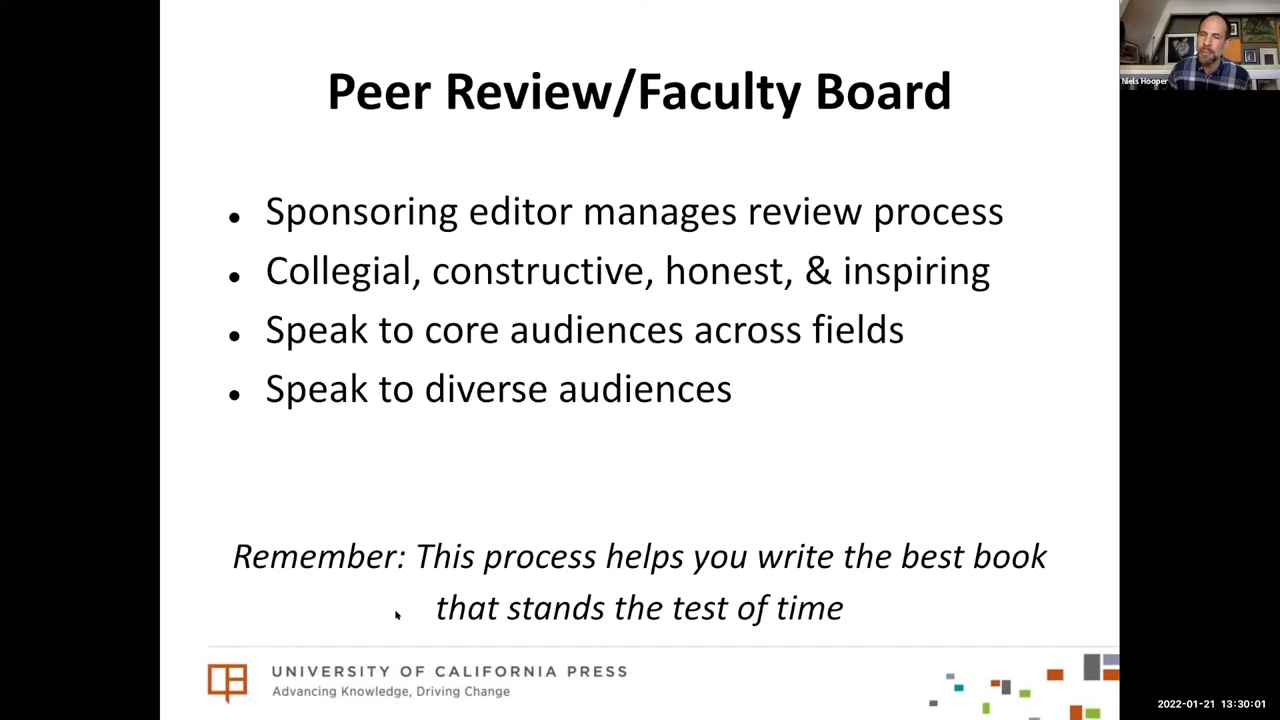 Peer Review/Faculty Board
Niels Hooper
• Sponsoring editor manages review process
• Collegial, constructive, honest, & inspiring
• Speak to core audiences across fields
• Speak to diverse audiences
Remember: This process helps you write the best book
that stands the test of time
UNIVERSITY OF CALIFORNIA PRESS
Advancing Knowledge, Driving Change
2022-01-21 13:30:01